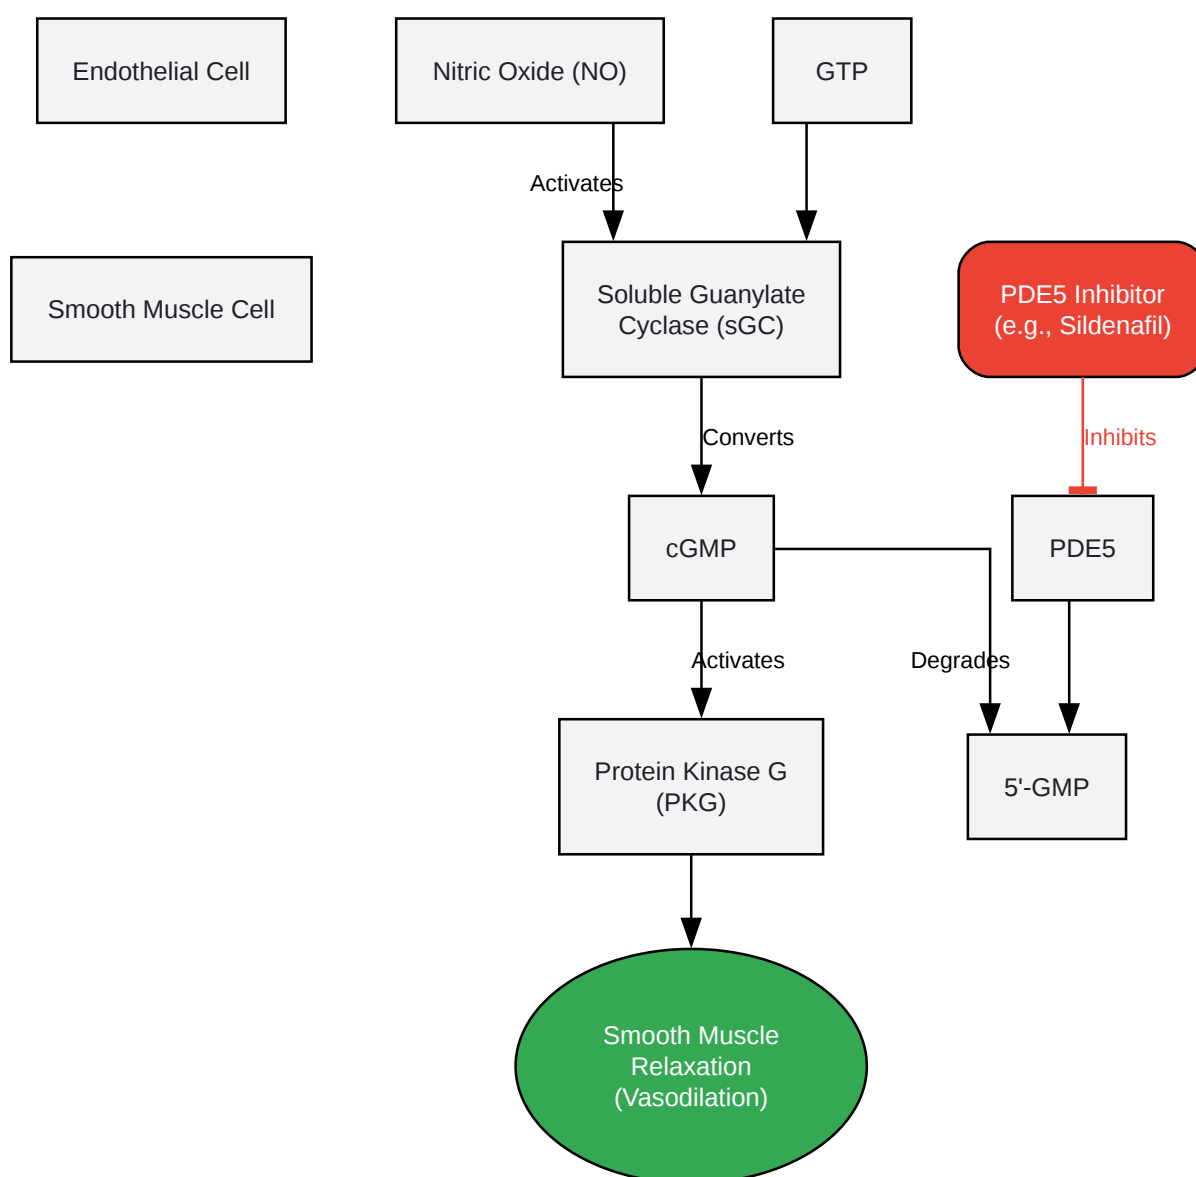 Endothelial Cell
Nitric Oxide (NO)
GTP
Activates
Smooth Muscle Cell
Soluble Guanylate
Cyclase (sGC)
PDE5 Inhibitor
(e.g., Sildenafil)
Converts
Inhibits
cGMP
PDE5
Activates
Degrades
Protein Kinase G
(PKG)
5'-GMP
Smooth Muscle
Relaxation
(Vasodilation)